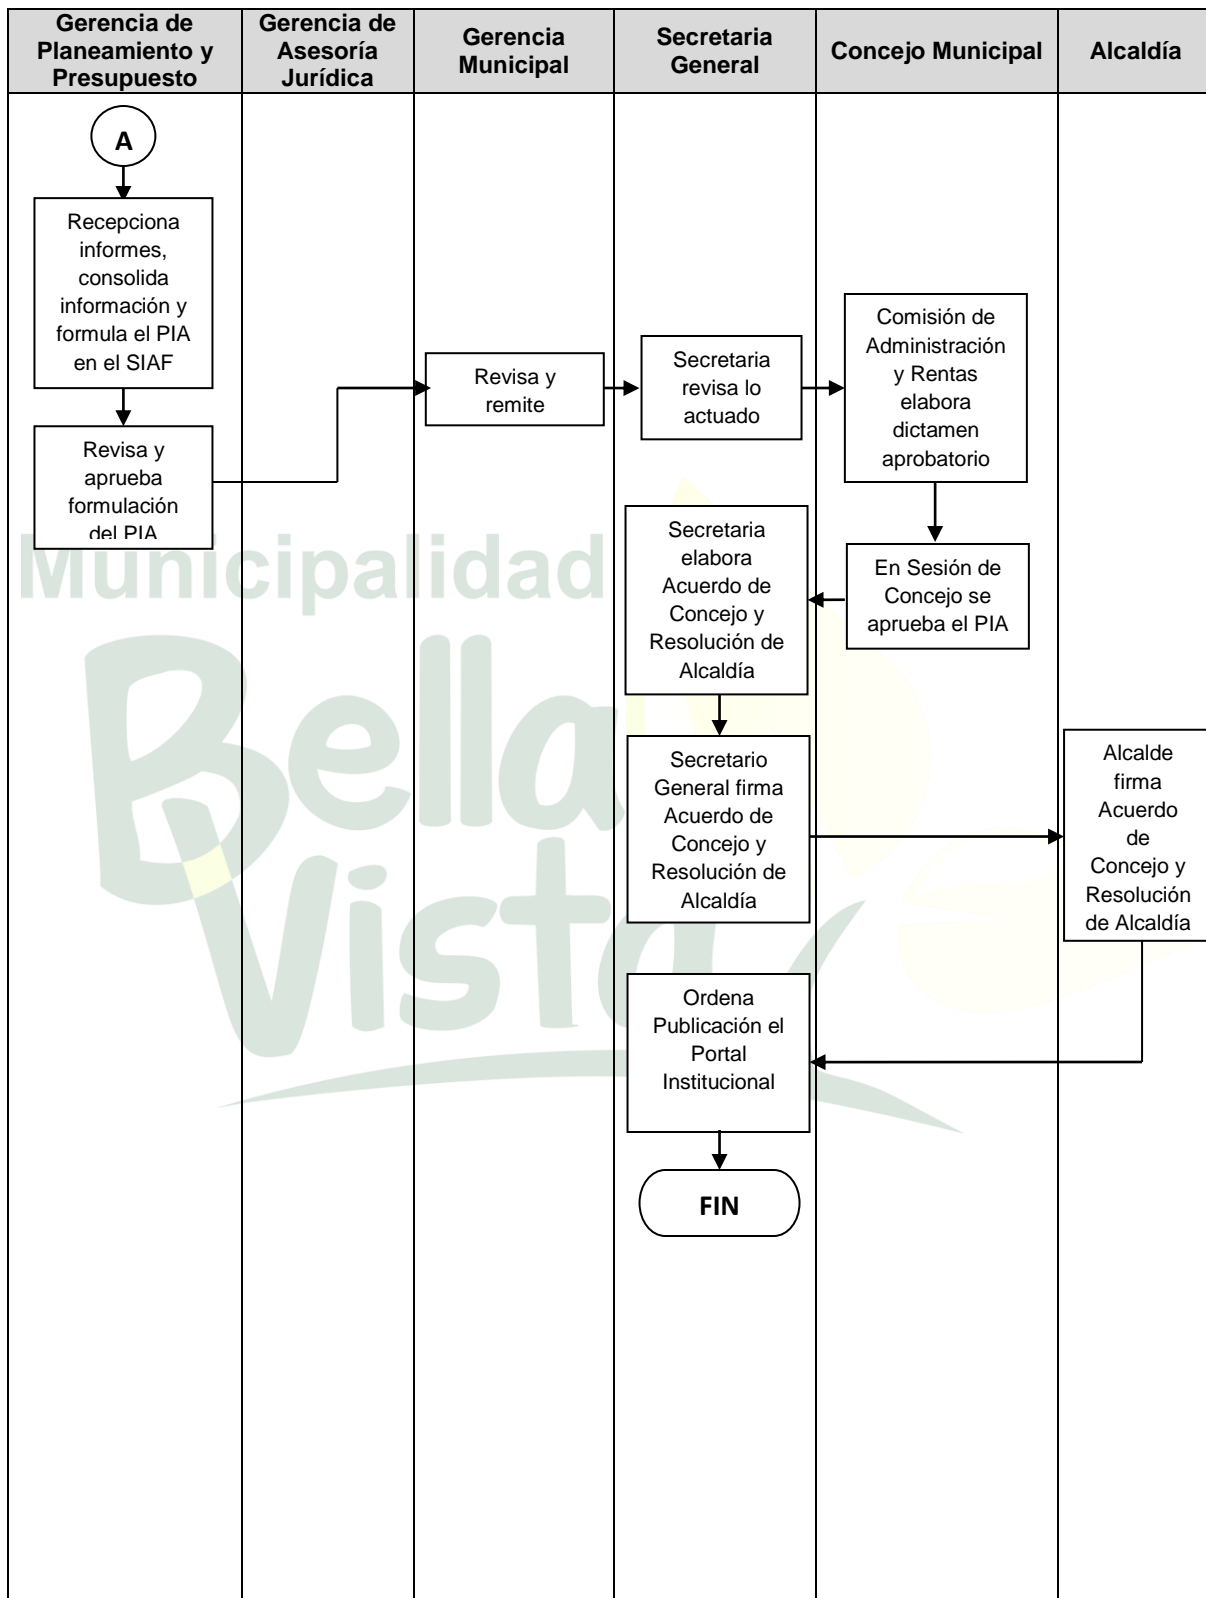 Gerencia de
Planeamiento y
Presupuesto
Gerencia de
Asesoría
Jurídica
Gerencia
Municipal
Secretaria
General
Concejo Municipal
Alcaldía
A
Recepciona
informes,
consolida
información y
formula el PIA
en el SIAF
Revisa y
aprueba
formulación
del PIA
Revisa y
remite
Secretaria
revisa lo
actuado
Comisión de
Administración
y Rentas
elabora
dictamen
aprobatorio
En Sesión de
Concejo se
aprueba el PIA
Secretaria
elabora
Acuerdo de
Concejo y
Resolución de
Alcaldía
Secretario
General firma
Acuerdo de
Concejo y
Resolución de
Alcaldía
Alcalde
firma
Acuerdo
de
Concejo y
Resolución
de Alcaldía
Ordena
Publicación el
Portal
Institucional
FIN
Municipalidad
Bella
Vista